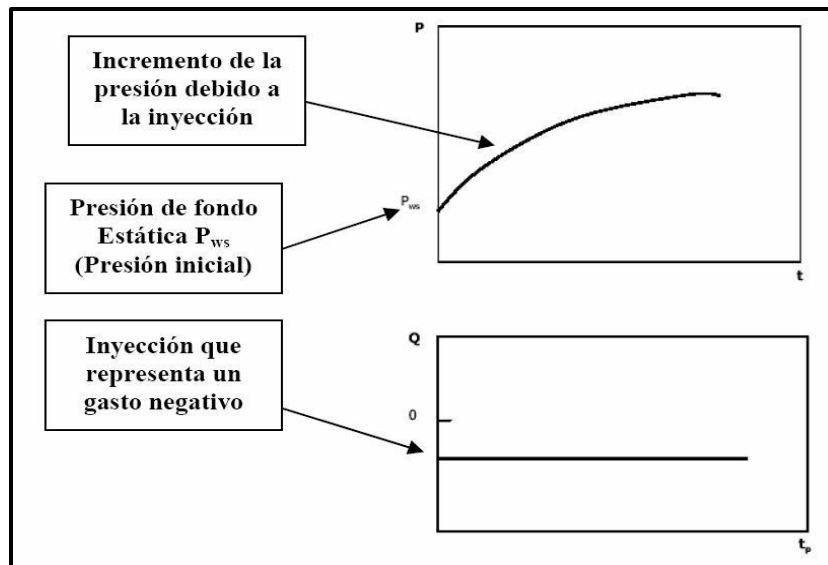 Incremento de la
presión debido a
la inyección
P
Presión de fondo
Estática Pws
(Presión inicial)
Pws
t
Inyección que
representa un
gasto negativo
Q
0
tp